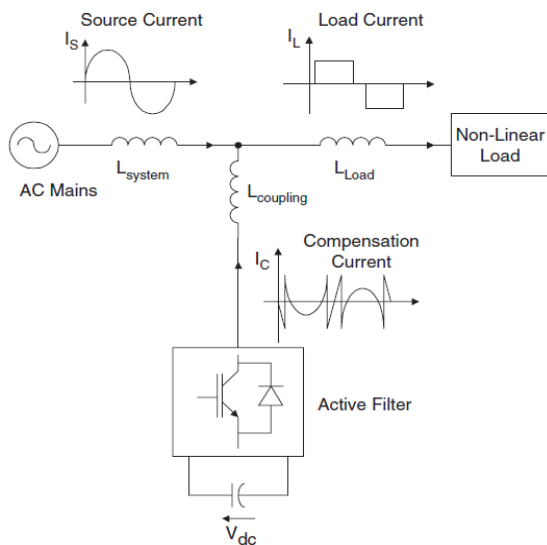 Source Current
Load Current
I_S
I_L
Non-Linear
Load
AC Mains
L_system
L_coupling
L_Load
Compensation
Current
I_C
Active Filter
V_dc